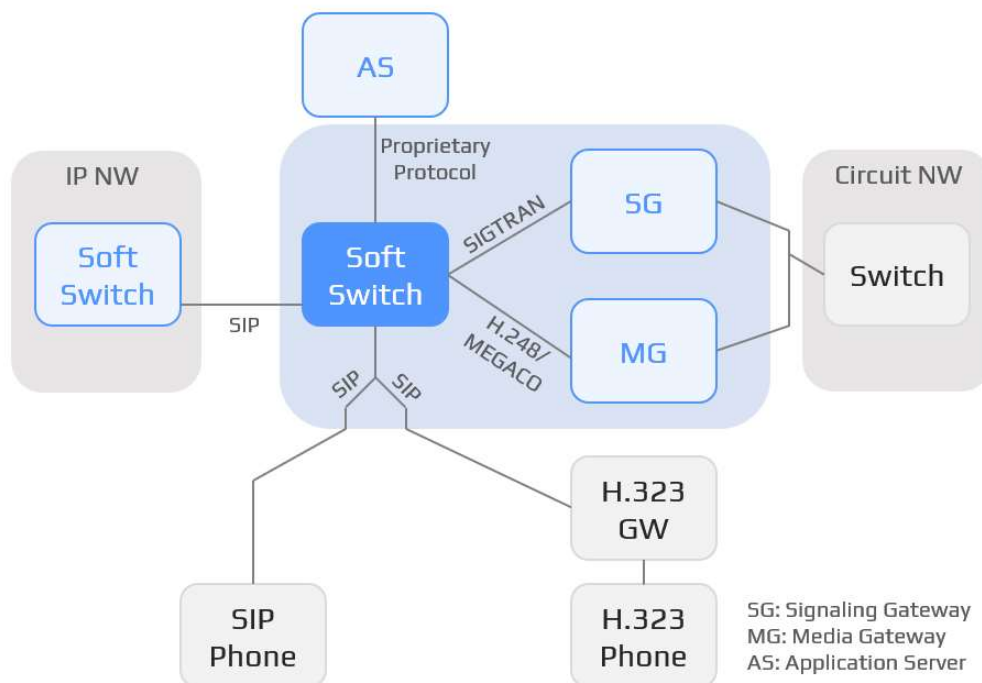 AS
Proprietary
Protocol
IP NW
Circuit NW
Soft
Switch
SIP
Soft
Switch
SIGTRAN
SG
H.248/
MEGACO
MG
Switch
SIP
SIP
H.323
GW
SIP
Phone
H.323
Phone
SG: Signaling Gateway
MG: Media Gateway
AS: Application Server